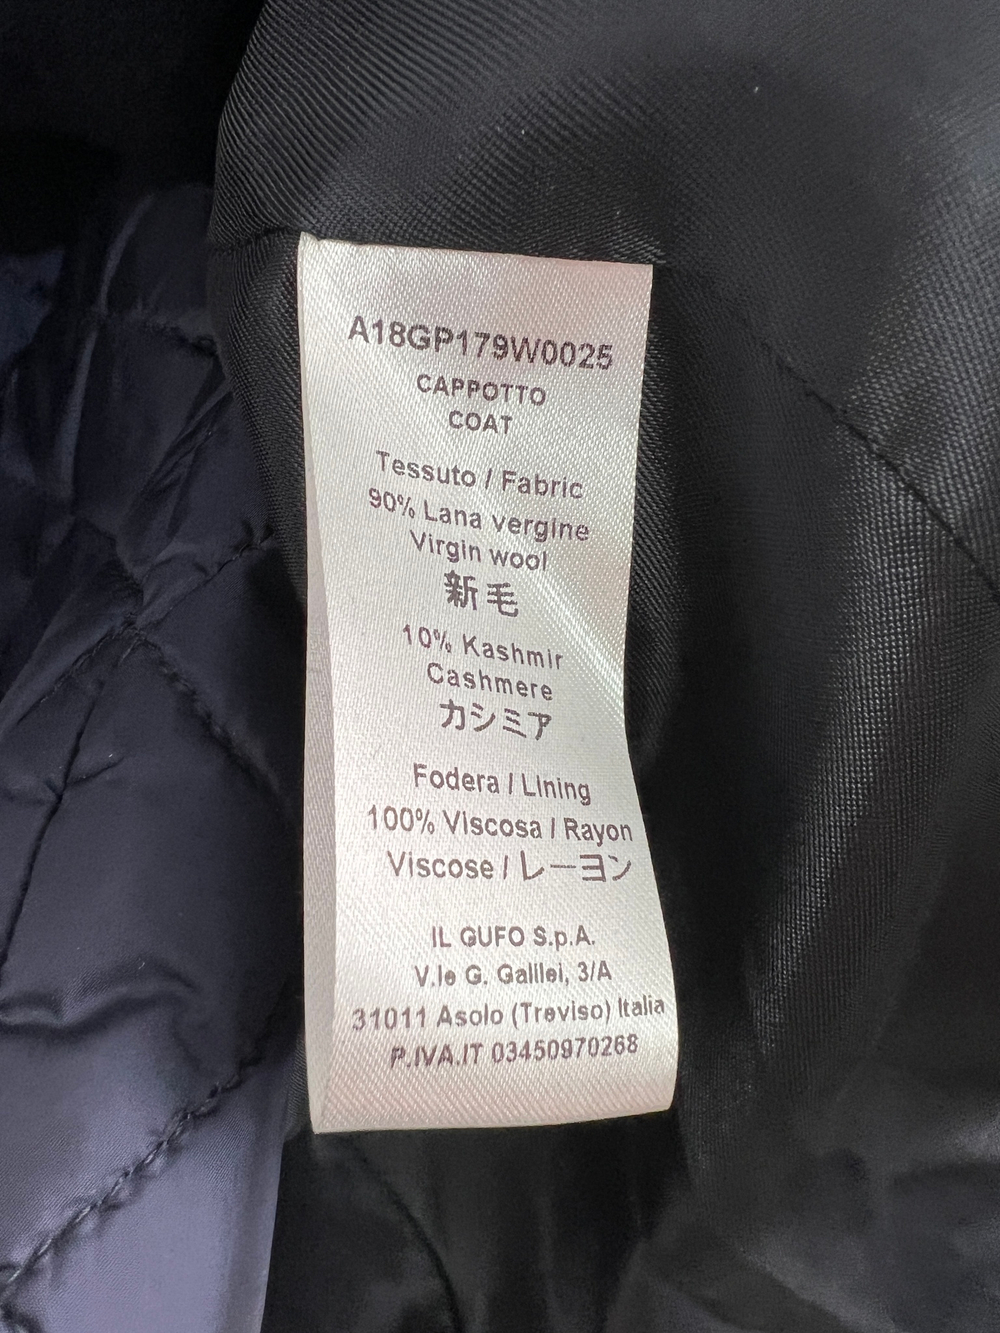 A18GP179W0025
CAPPOTTO
COAT
Tessuto / Fabric
90% Lana vergine
Virgin wool
新毛
10% Kashmir
Cashmere
カシミア
Fodera / Lining
100% Viscosa / Rayon
Viscose / レーヨン
IL GUFO S.p.A.
V.le G. Galilei, 3/A
31011 Asolo (Treviso) Italia
P.IVA.IT 03450970268